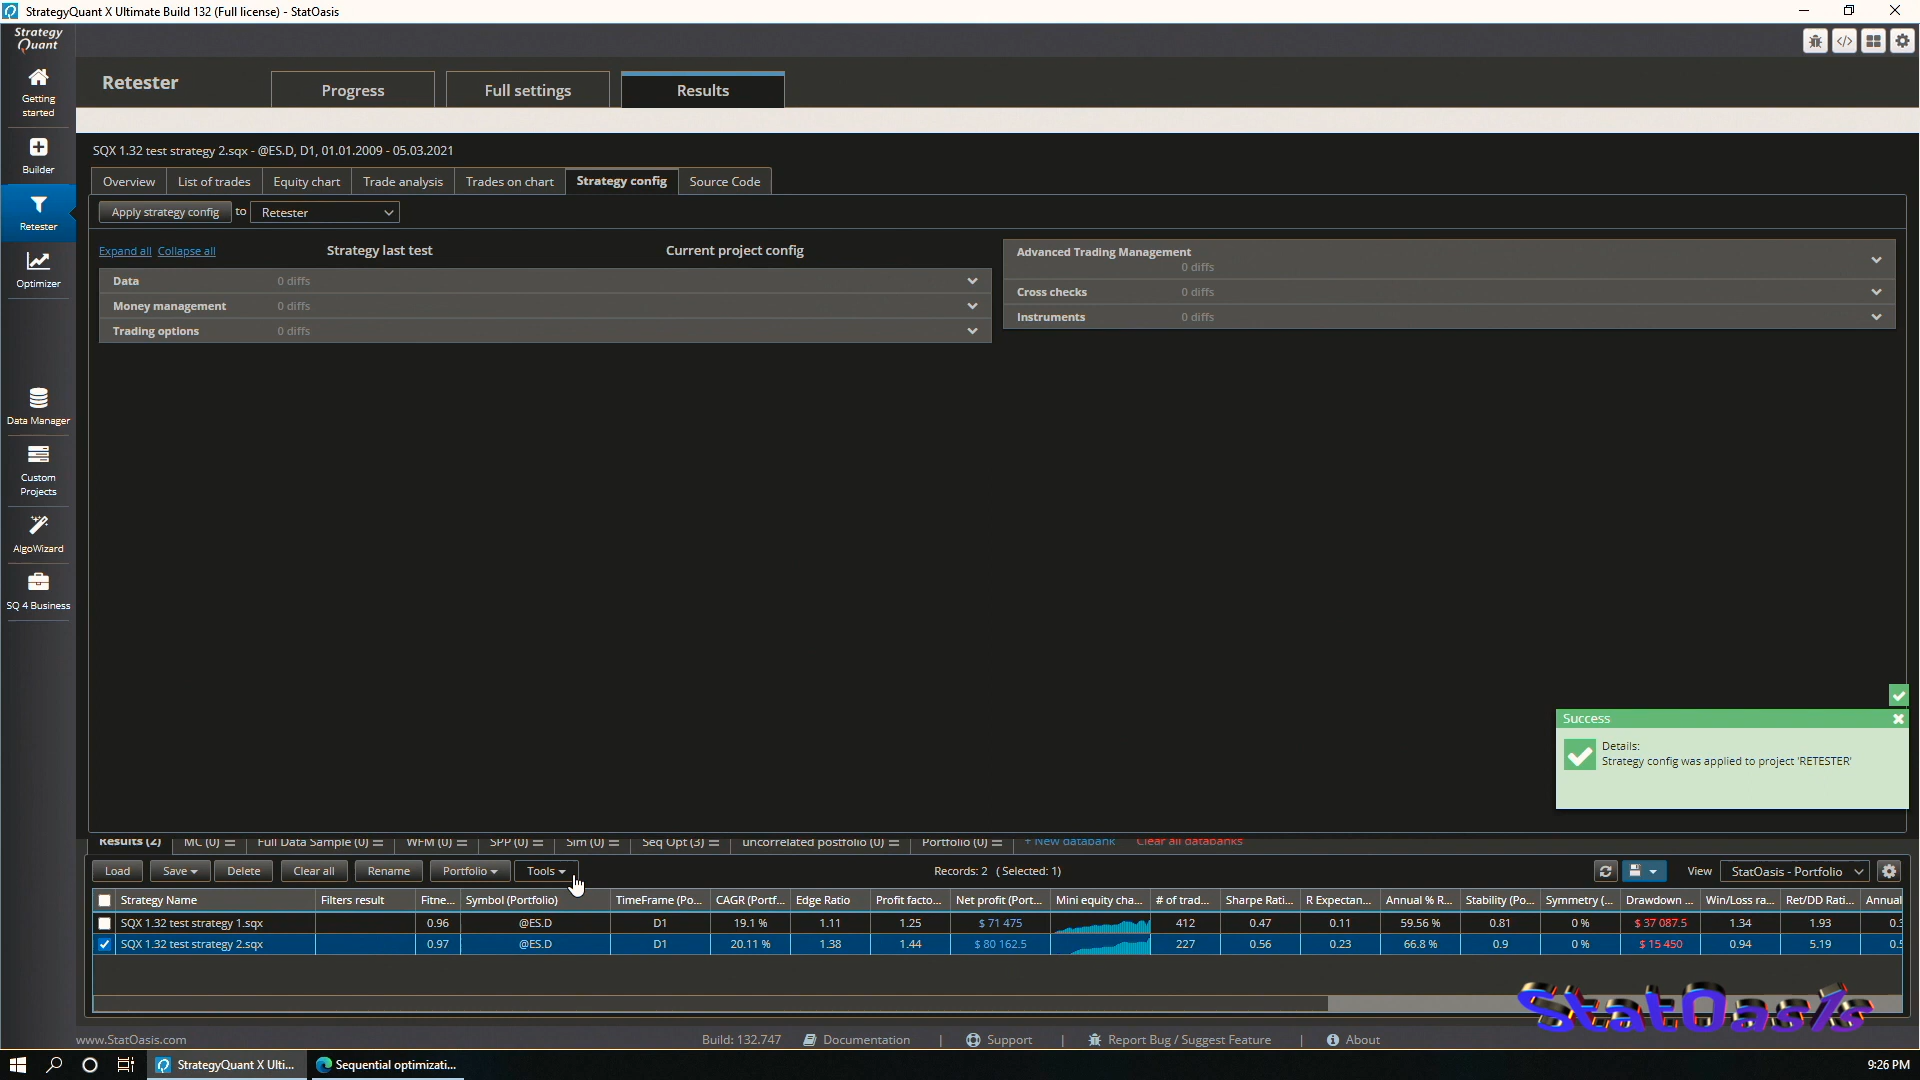 StrategyQuant X Ultimate Build 132 (Full license) - StatOasis
Strategy
Quant
Getting
started
Builder
Retester
Optimizer
Data Manager
Custom
Projects
AlgoWizard
SQ 4 Business
Retester
Progress
Full settings
Results
SQX 1.32 test strategy 2.sqx - @ES.D, D1, 01.01.2009 - 05.03.2021
Overview
List of trades
Equity chart
Trade analysis
Trades on chart
Strategy config
Source Code
Apply strategy config to Retester
Expand all Collapse all
Strategy last test
Current project config
Data 0 diffs
Money management 0 diffs
Trading options 0 diffs
Advanced Trading Management
0 diffs
Cross checks 0 diffs
Instruments 0 diffs
Success
Details:
Strategy config was applied to project 'RETESTER'
Results (2) MC (0) Full Data Sample (0) WFM (0) SPP (0) Sim (0) Seq Opt (3) uncorrelated postfolio (0) Portfolio (0) + New databank Clear all databanks
Load Save Delete Clear all Rename Portfolio Tools Records: 2 ( Selected: 1) View StatOasis - Portfolio
Strategy Name Filters result Fitne... Symbol (Portfolio) TimeFrame (Po... CAGR (Portf... Edge Ratio Profit facto... Net profit (Port... Mini equity cha... # of trad... Sharpe Rati... R Expectan... Annual % R... Stability (Po... Symmetry (... Drawdown ... Win/Loss ra... Ret/DD Rati... Annual
SQX 1.32 test strategy 1.sqx 0.96 @ES.D D1 19.1 % 1.11 1.25 $ 71 475 412 0.47 0.11 59.56 % 0.81 0 % $ 37 087.5 1.34 1.93
SQX 1.32 test strategy 2.sqx 0.97 @ES.D D1 20.11 % 1.38 1.44 $ 80 162.5 227 0.56 0.23 66.8 % 0.9 0 % $ 15 450 0.94 5.19
StatOasis
www.StatOasis.com
Build: 132.747 Documentation | Support | Report Bug / Suggest Feature | About
StrategyQuant X Ulti...
Sequential optimizati...
9:26 PM